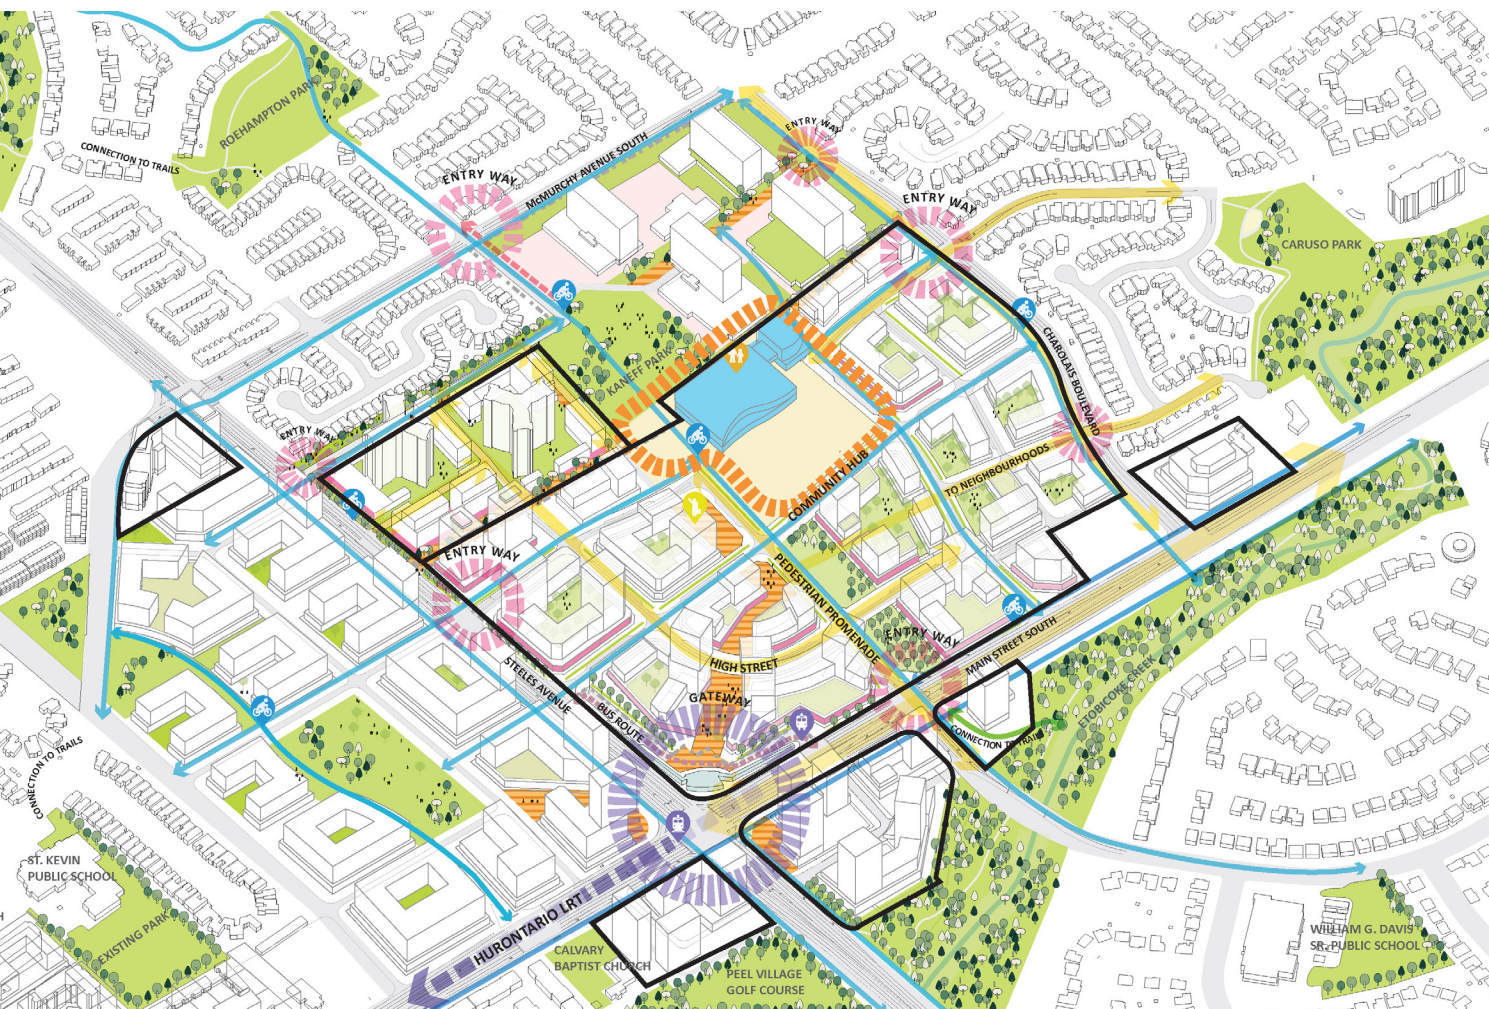 ROEHAMPTON PARK
CONNECTION TO TRAILS
ENTRY WAY
McMURCHY AVENUE SOUTH
ENTRY WAY
ENTRY WAY
CARUSO PARK
KANEFF PARK
CHAROLAIS BOULEVARD
ENTRY WAY
COMMUNITY HUB
TO NEIGHBOURHOODS
ENTRY WAY
PEDESTRIAN PROMENADE
ENTRY WAY
MAIN STREET SOUTH
HIGH STREET
STEELES AVENUE
BUS ROUTE
GATEWAY
ETOBICOKE CREEK
CONNECTION TO TRAILS
CONNECTION TO TRAILS
ST. KEVIN
PUBLIC SCHOOL
EXISTING PARK
HURONTARIO LRT
CALVARY
BAPTIST CHURCH
PEEL VILLAGE
GOLF COURSE
WILLIAM G. DAVIS
SR. PUBLIC SCHOOL